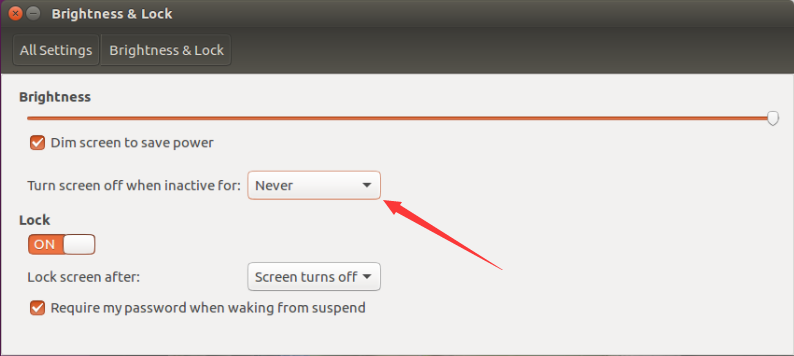 Brightness & Lock
All Settings Brightness & Lock
Brightness
Dim screen to save power
Turn screen off when inactive for: Never
Lock
ON
Lock screen after: Screen turns off
Require my password when waking from suspend